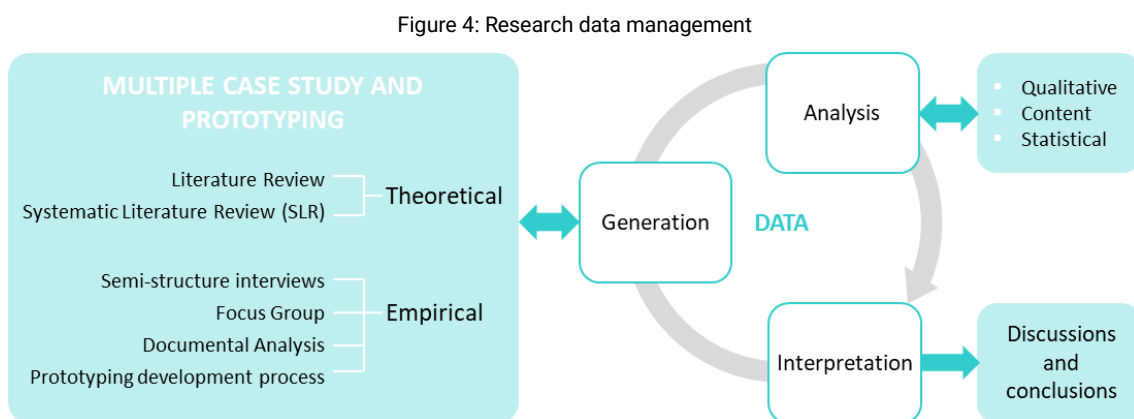 Figure 4: Research data management
MULTIPLE CASE STUDY AND
PROTOTYPING
Literature Review
Systematic Literature Review (SLR)
Theoretical
Semi-structure interviews
Focus Group
Documental Analysis
Prototyping development process
Empirical
Generation
DATA
Analysis
▪ Qualitative
▪ Content
▪ Statistical
Interpretation
Discussions
and
conclusions